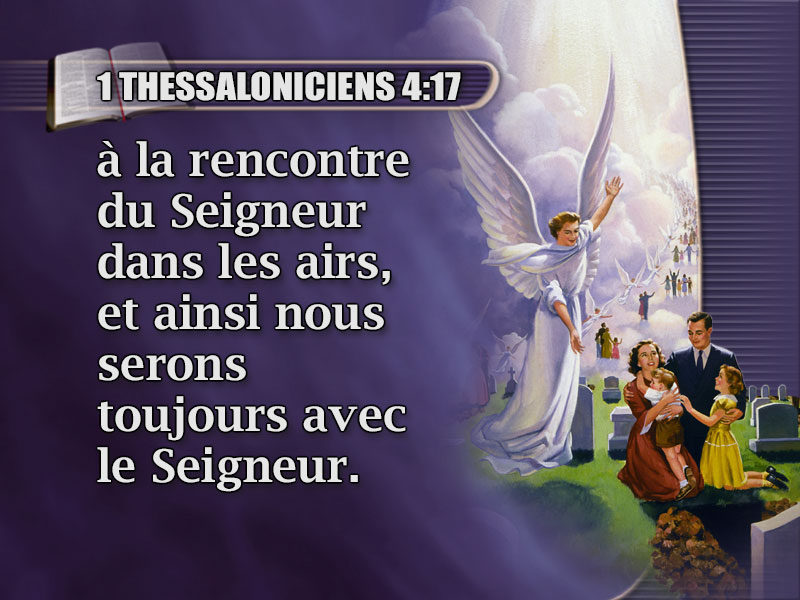 1 THESSALONICIENS 4:17
à la rencontre
du Seigneur
dans les airs,
et ainsi nous
serons
toujours avec
le Seigneur.